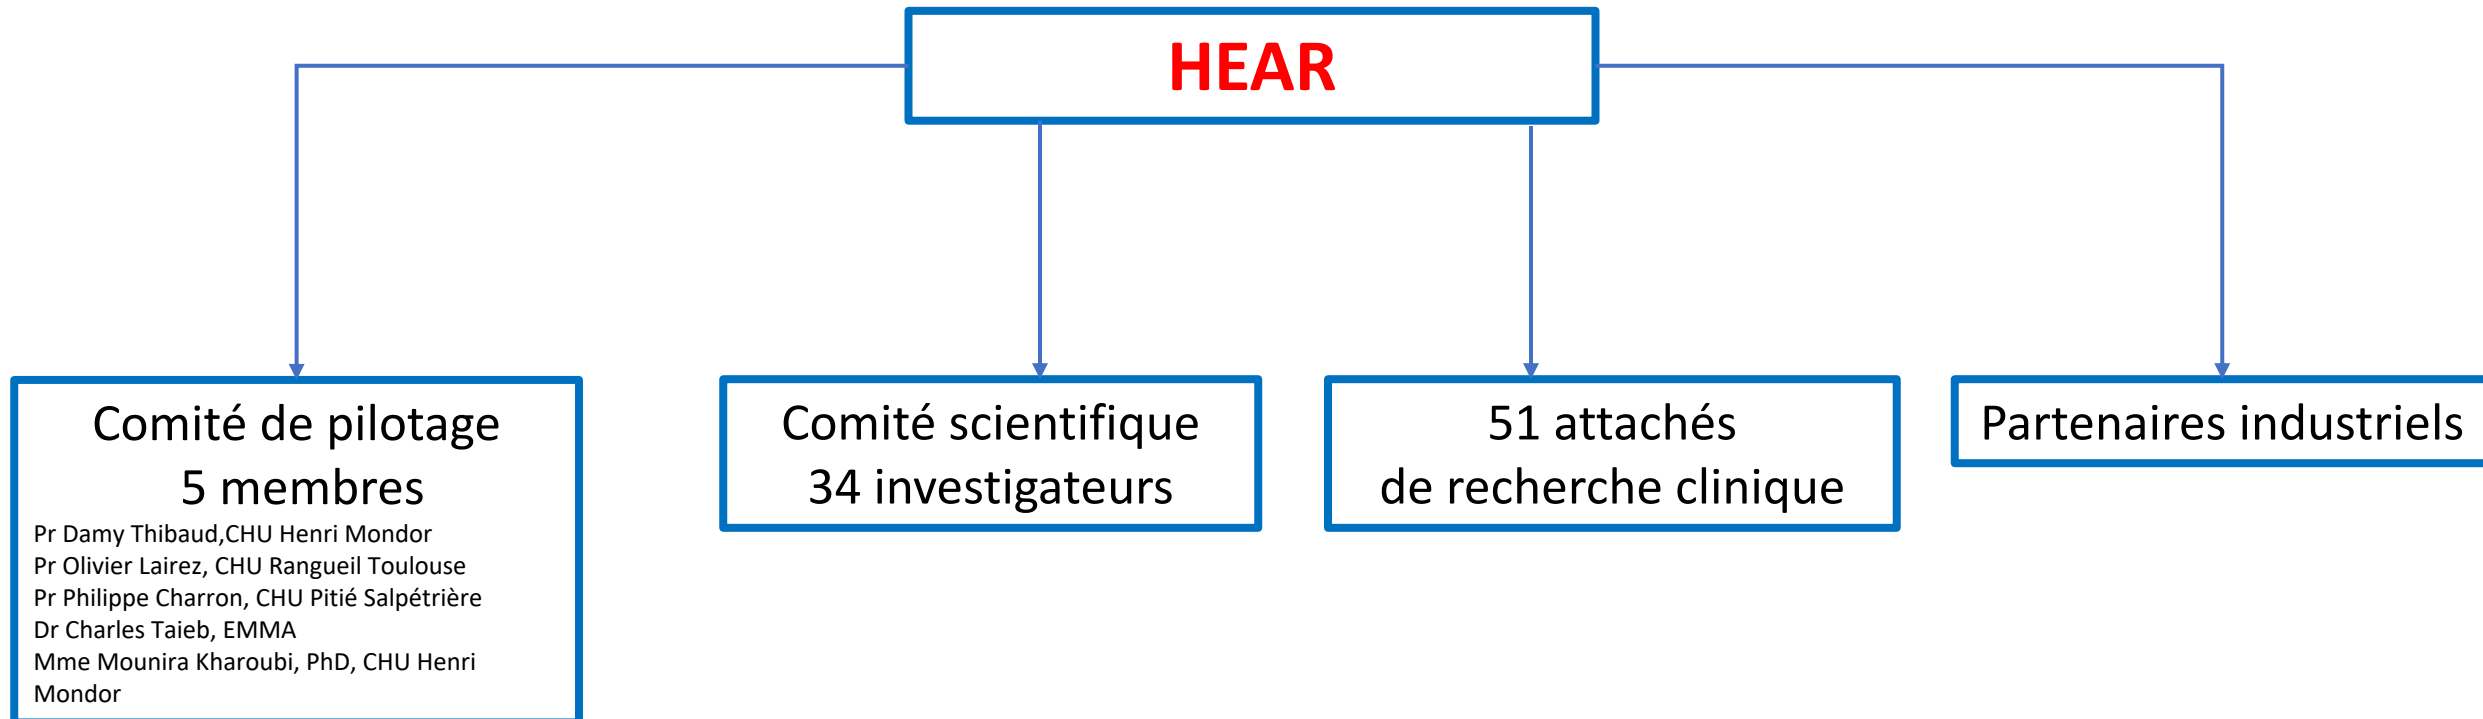 HEAR
Comité de pilotage
5 membres
Pr Damy Thibaud,CHU Henri Mondor
Pr Olivier Lairez, CHU Rangueil Toulouse
Pr Philippe Charron, CHU Pitié Salpétrière
Dr Charles Taieb, EMMA
Mme Mounira Kharoubi, PhD, CHU Henri
Mondor
Comité scientifique
34 investigateurs
51 attachés
de recherche clinique
Partenaires industriels